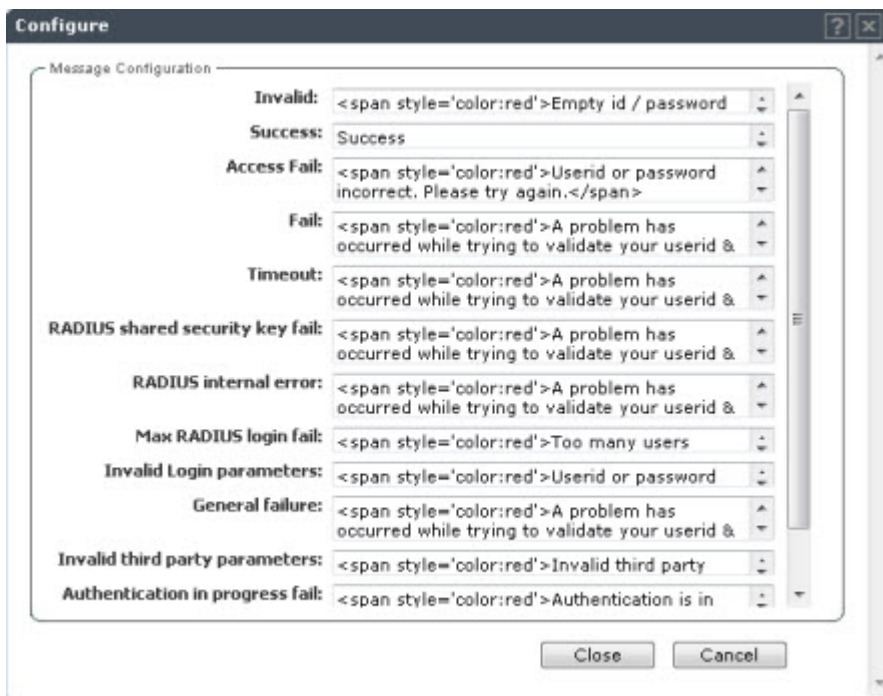 Configure
Message Configuration
Invalid: <span style='color:red'>Empty id / password
Success: Success
Access Fail: <span style='color:red'>Userid or password
incorrect. Please try again.</span>
Fail: <span style='color:red'>A problem has
occurred while trying to validate your userid &
Timeout: <span style='color:red'>A problem has
occurred while trying to validate your userid &
RADIUS shared security key fail: <span style='color:red'>A problem has
occurred while trying to validate your userid &
RADIUS internal error: <span style='color:red'>A problem has
occurred while trying to validate your userid &
Max RADIUS login fail: <span style='color:red'>Too many users
Invalid Login parameters: <span style='color:red'>Userid or password
General failure: <span style='color:red'>A problem has
occurred while trying to validate your userid &
Invalid third party parameters: <span style='color:red'>Invalid third party
Authentication in progress fail: <span style='color:red'>Authentication is in
Close Cancel